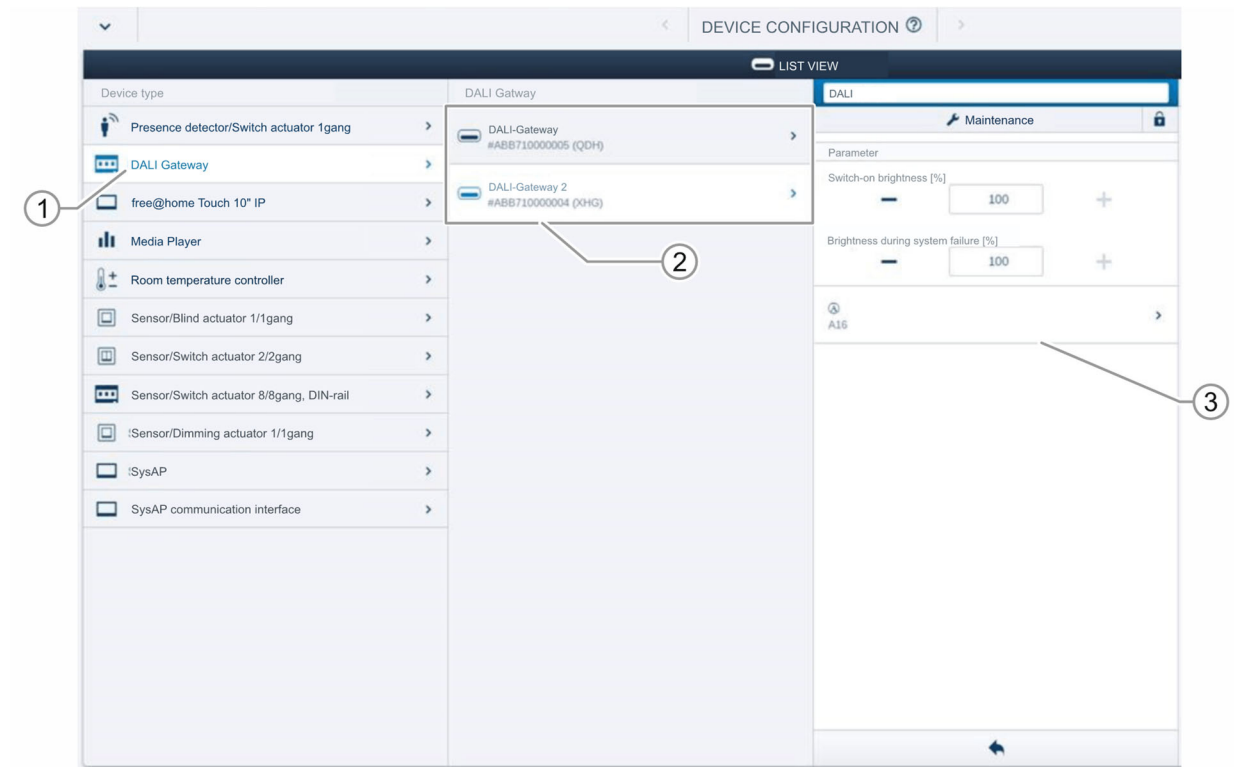 DEVICE CONFIGURATION ?
LIST VIEW
Device type
Presence detector/Switch actuator 1gang
DALI Gateway
free@home Touch 10" IP
Media Player
Room temperature controller
Sensor/Blind actuator 1/1gang
Sensor/Switch actuator 2/2gang
Sensor/Switch actuator 8/8gang, DIN-rail
Sensor/Dimming actuator 1/1gang
SysAP
SysAP communication interface
1
DALI Gatway
DALI-Gateway
#ABB710000005 (QDH)
DALI-Gateway 2
#ABB710000004 (XHG)
2
DALI
Maintenance
Parameter
Switch-on brightness [%]
100
Brightness during system failure [%]
100
A16
3